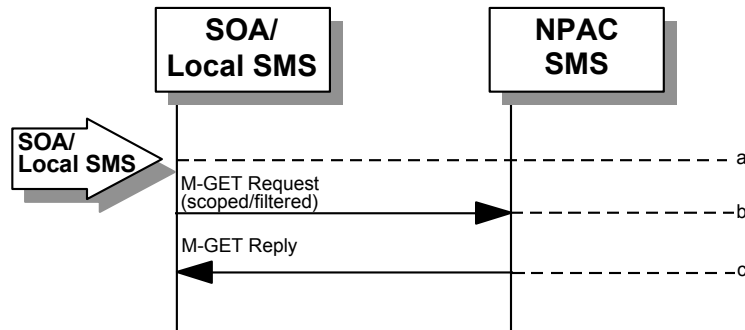 SOA/
Local SMS
NPAC
SMS
SOA/
Local SMS
a
M-GET Request
(scoped/filtered)
b
M-GET Reply
c